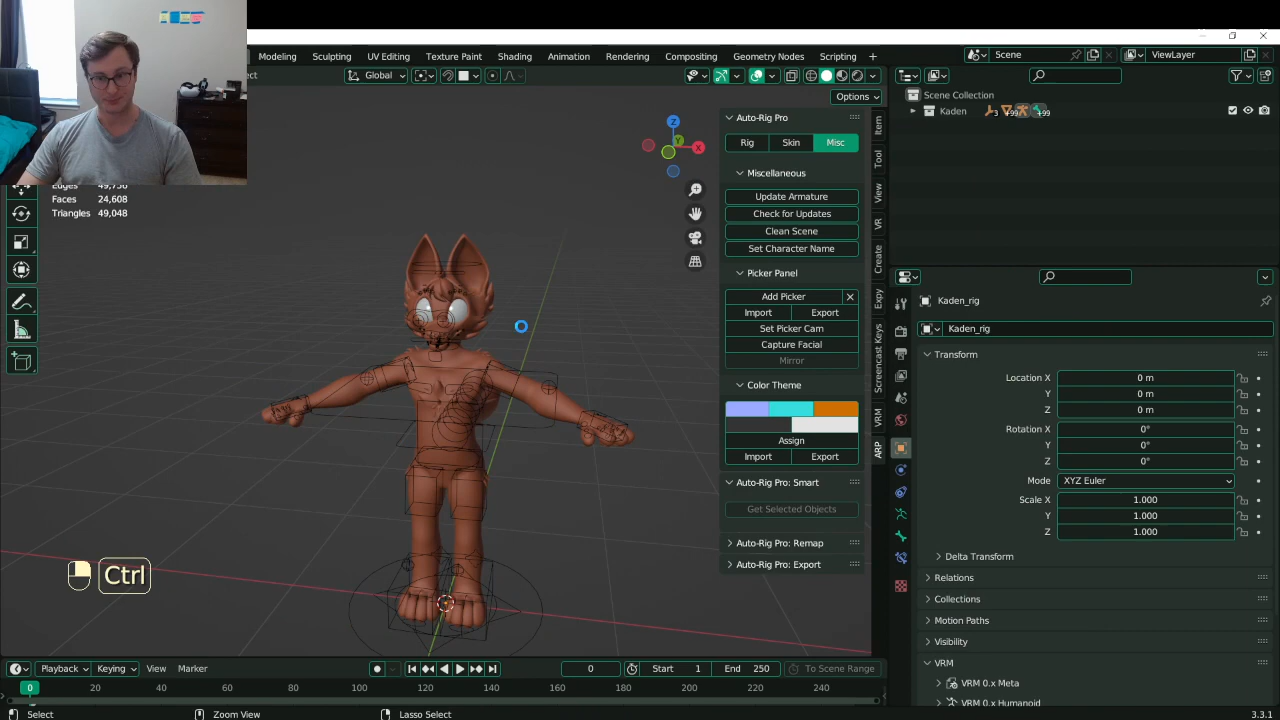 Modeling Sculpting UV Editing Texture Paint Shading Animation Rendering Compositing Geometry Nodes Scripting
Scene
ViewLayer
Global
Options
Faces 24,608
Triangles 49,048
Z
Y
X
Auto-Rig Pro
Rig Skin Misc
Miscellaneous
Update Armature
Check for Updates
Clean Scene
Set Character Name
Picker Panel
Add Picker
Import Export
Set Picker Cam
Capture Facial
Mirror
Color Theme
Assign
Import Export
Auto-Rig Pro: Smart
Get Selected Objects
Auto-Rig Pro: Remap
Auto-Rig Pro: Export
Item
Tool
View
VR
Create
Expy
Screencast Keys
VRM
ARP
Scene Collection
Kaden 3 +99 +99
Kaden_rig
Kaden_rig
Transform
Location X 0 m
Y 0 m
Z 0 m
Rotation X 0°
Y 0°
Z 0°
Mode XYZ Euler
Scale X 1.000
Y 1.000
Z 1.000
Delta Transform
Relations
Collections
Motion Paths
Visibility
VRM
VRM 0.x Meta
VRM 0.x Humanoid
Ctrl
Playback Keying View Marker
0
Start 1
End 250
To Scene Range
0 20 40 60 80 100 120 140 160 180 200 220 240
Select Zoom View Lasso Select
3.3.1